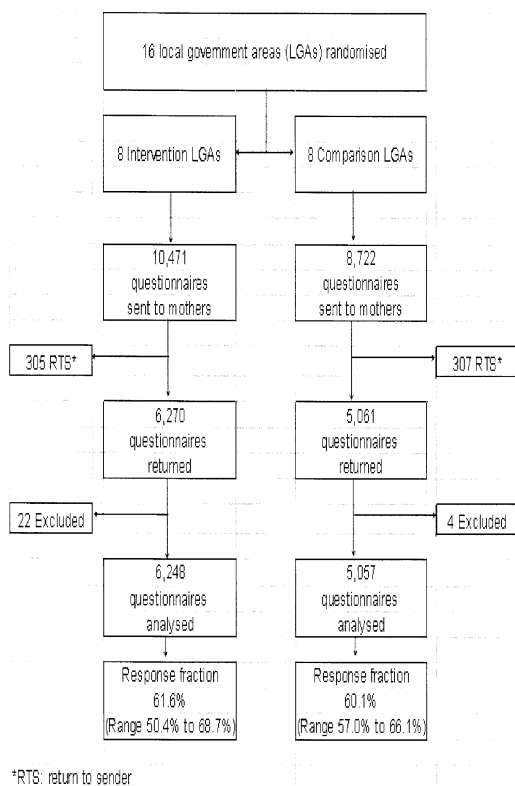 16 local government areas (LGAs) randomised
8 Intervention LGAs
8 Comparison LGAs
10,471
questionnaires
sent to mothers
8,722
questionnaires
sent to mothers
305 RTS*
307 RTS*
6,270
questionnaires
returned
5,061
questionnaires
returned
22 Excluded
4 Excluded
6,248
questionnaires
analysed
5,057
questionnaires
analysed
Response fraction
61.6%
(Range 50.4% to 68.7%)
Response fraction
60.1%
(Range 57.0% to 66.1%)
*RTS: return to sender